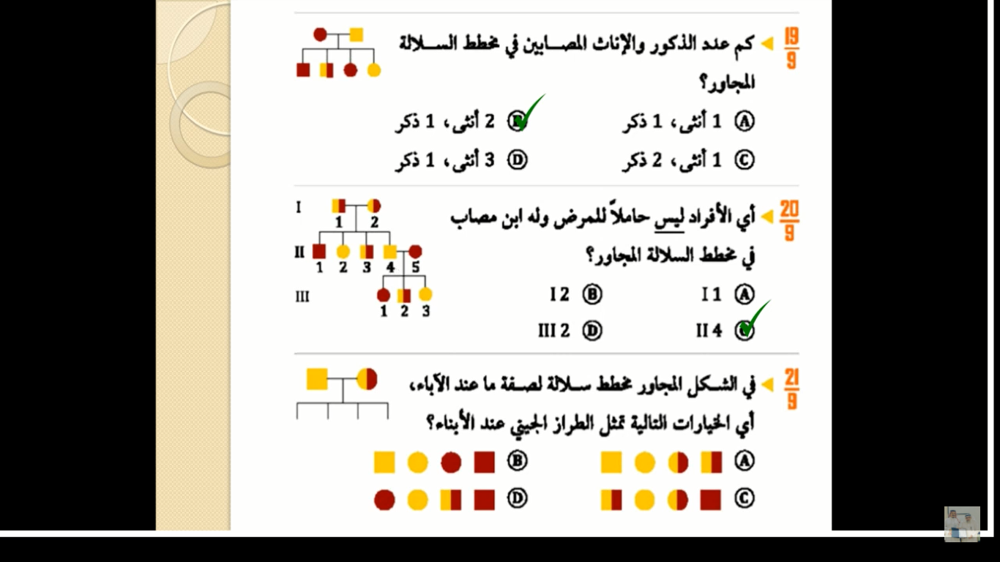 19/9 كم عدد الذكور والإناث المصابين في مخطط السلالة
المجاور؟
A 1 أنثى، 1 ذكر B 2 أنثى، 1 ذكر
C 1 أنثى، 2 ذكر D 3 أنثى، 1 ذكر
20/9 أي الأفراد ليس حاملاً للمرض وله ابن مصاب
في مخطط السلالة المجاور؟
A I 1 B I 2
C II 4 D III 2
I
1 2
II
1 2 3 4 5
III
1 2 3
21/9 في الشكل المجاور مخطط سلالة لصفة ما عند الآباء،
أي الخيارات التالية تمثل الطراز الجيني عند الأبناء؟
A B
C D